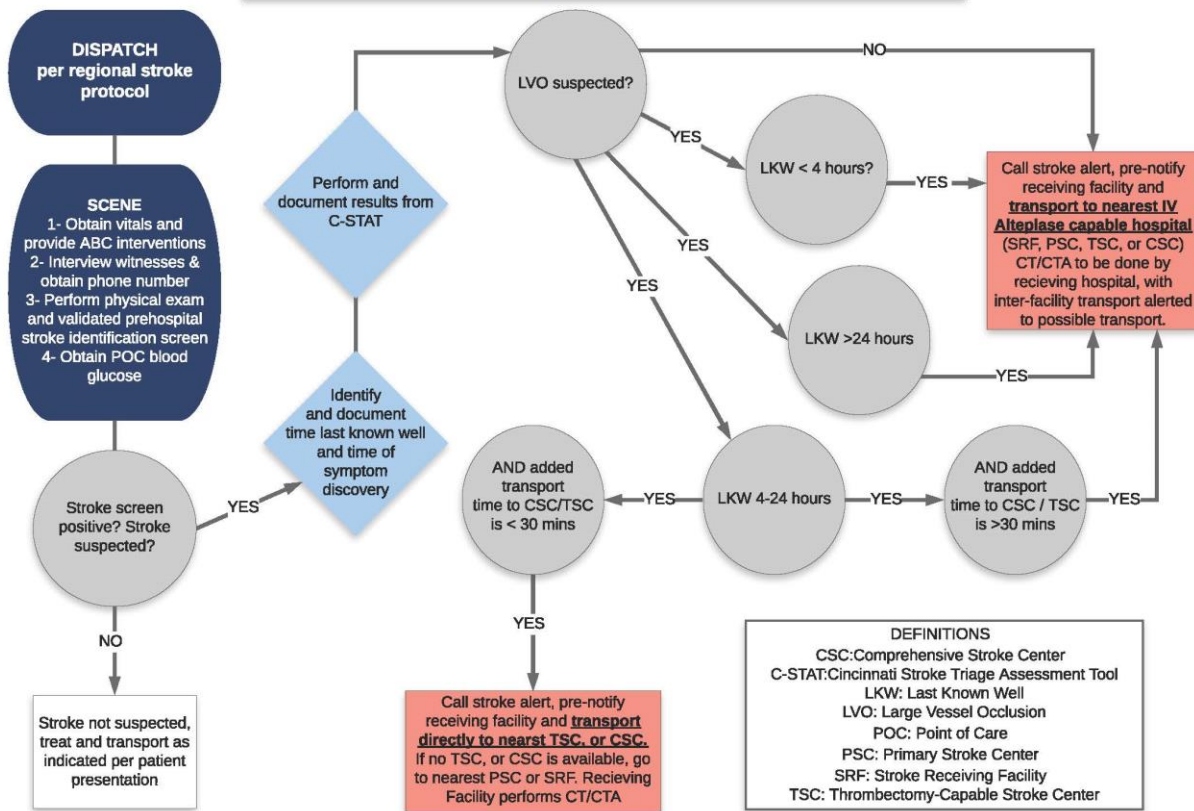 DISPATCH
per regional stroke
protocol
SCENE
1- Obtain vitals and
provide ABC interventions
2- Interview witnesses &
obtain phone number
3- Perform physical exam
and validated prehospital
stroke identification screen
4- Obtain POC blood
glucose
Stroke screen
positive? Stroke
suspected?
YES
NO
Stroke not suspected,
treat and transport as
indicated per patient
presentation
Identify
and document
time last known well
and time of
symptom
discovery
Perform and
document results from
C-STAT
LVO suspected?
NO
YES
LKW < 4 hours?
YES
YES
LKW >24 hours
YES
YES
LKW 4-24 hours
YES
AND added
transport
time to CSC/TSC
is < 30 mins
YES
AND added
transport
time to CSC / TSC
is >30 mins
YES
Call stroke alert, pre-notify
receiving facility and
transport to nearest IV
Alteplase capable hospital
(SRF, PSC, TSC, or CSC)
CT/CTA to be done by
recieving hospital, with
inter-facility transport alerted
to possible transport.
YES
Call stroke alert, pre-notify
receiving facility and transport
directly to nearst TSC, or CSC.
If no TSC, or CSC is available, go
to nearest PSC or SRF. Recieving
Facility performs CT/CTA
DEFINITIONS
CSC:Comprehensive Stroke Center
C-STAT:Cincinnati Stroke Triage Assessment Tool
LKW: Last Known Well
LVO: Large Vessel Occlusion
POC: Point of Care
PSC: Primary Stroke Center
SRF: Stroke Receiving Facility
TSC: Thrombectomy-Capable Stroke Center